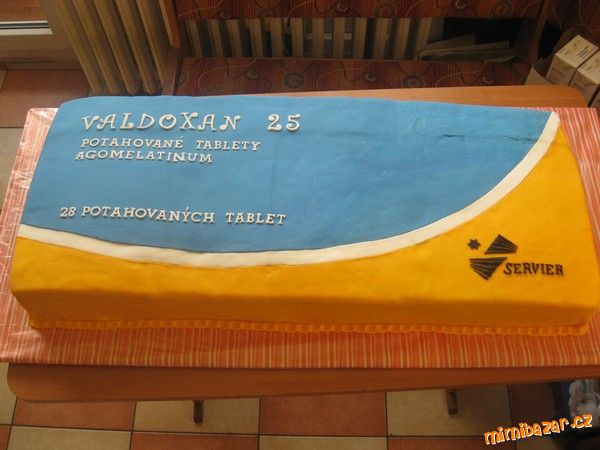 VALDOXAN 25
POTAHOVANÉ TABLETY
AGOMELATINUM
28 POTAHOVANÝCH TABLET
SERVIER
mimibazar.cz